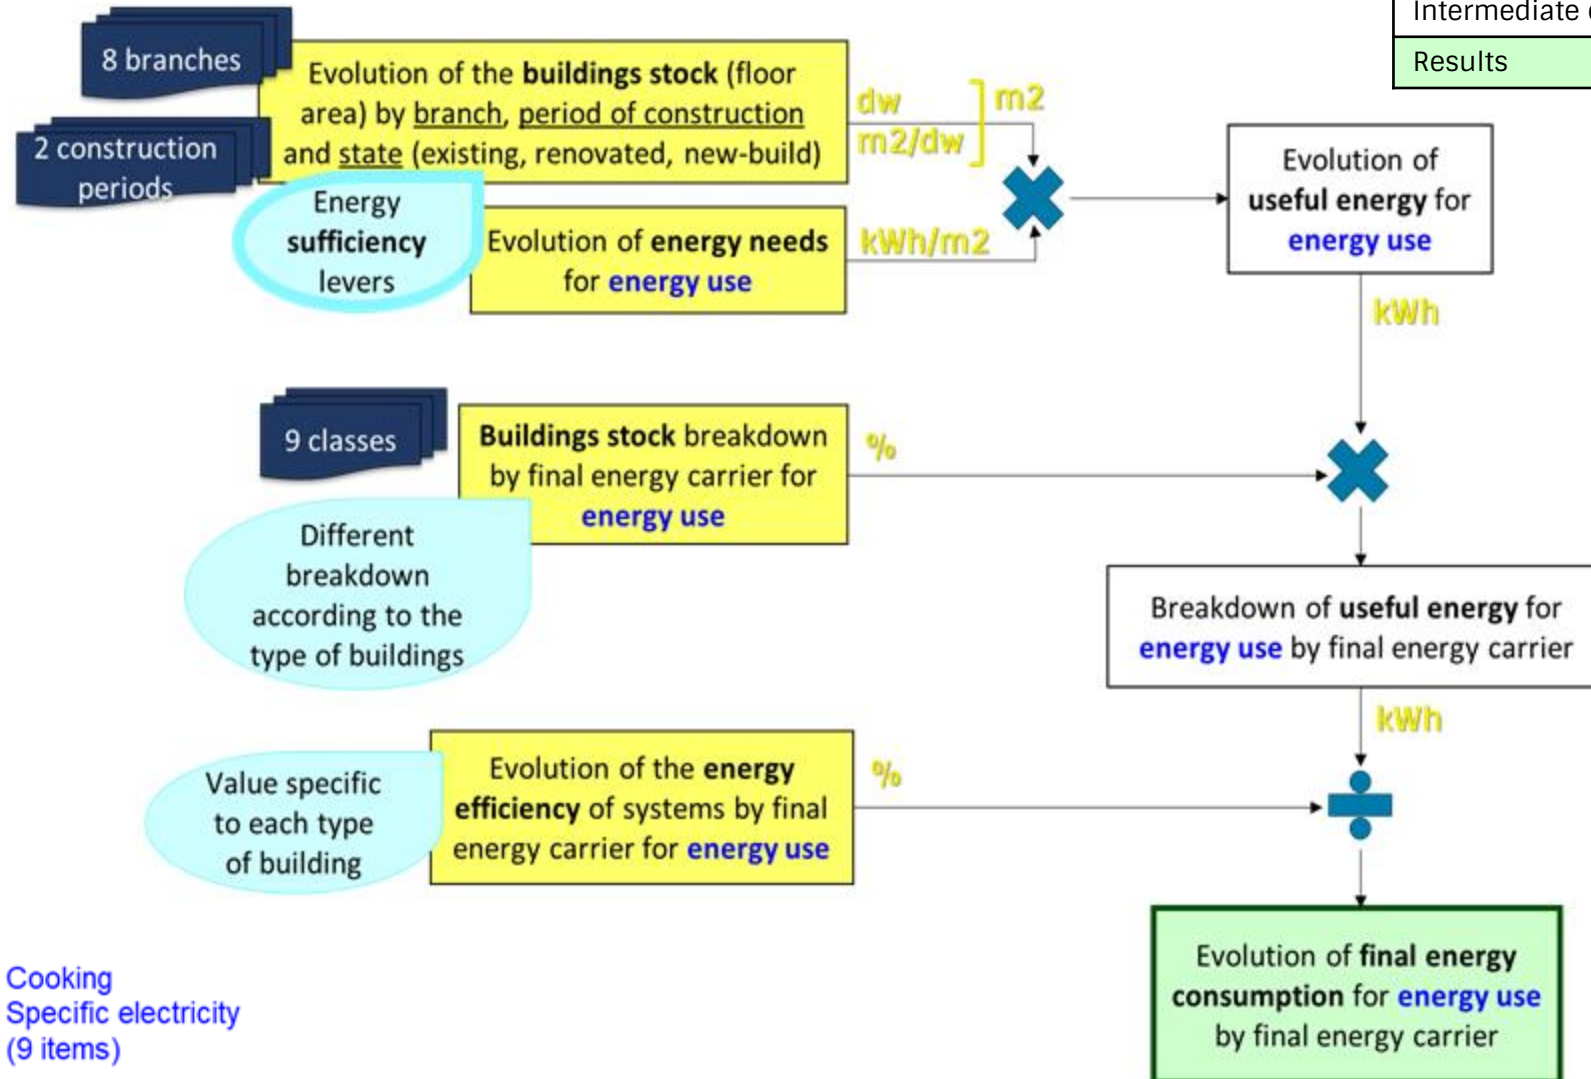 Intermediate
Results
8 branches
2 construction
periods
Evolution of the buildings stock (floor
area) by branch, period of construction
and state (existing, renovated, new-build)
dw
m2/dw
m2
Energy
sufficiency
levers
Evolution of energy needs
for energy use
kWh/m2
Evolution of
useful energy for
energy use
kWh
9 classes
Buildings stock breakdown
by final energy carrier for
energy use
%
Different
breakdown
according to the
type of buildings
Breakdown of useful energy for
energy use by final energy carrier
kWh
Value specific
to each type
of building
Evolution of the energy
efficiency of systems by final
energy carrier for energy use
%
Evolution of final energy
consumption for energy use
by final energy carrier
Cooking
Specific electricity
(9 items)